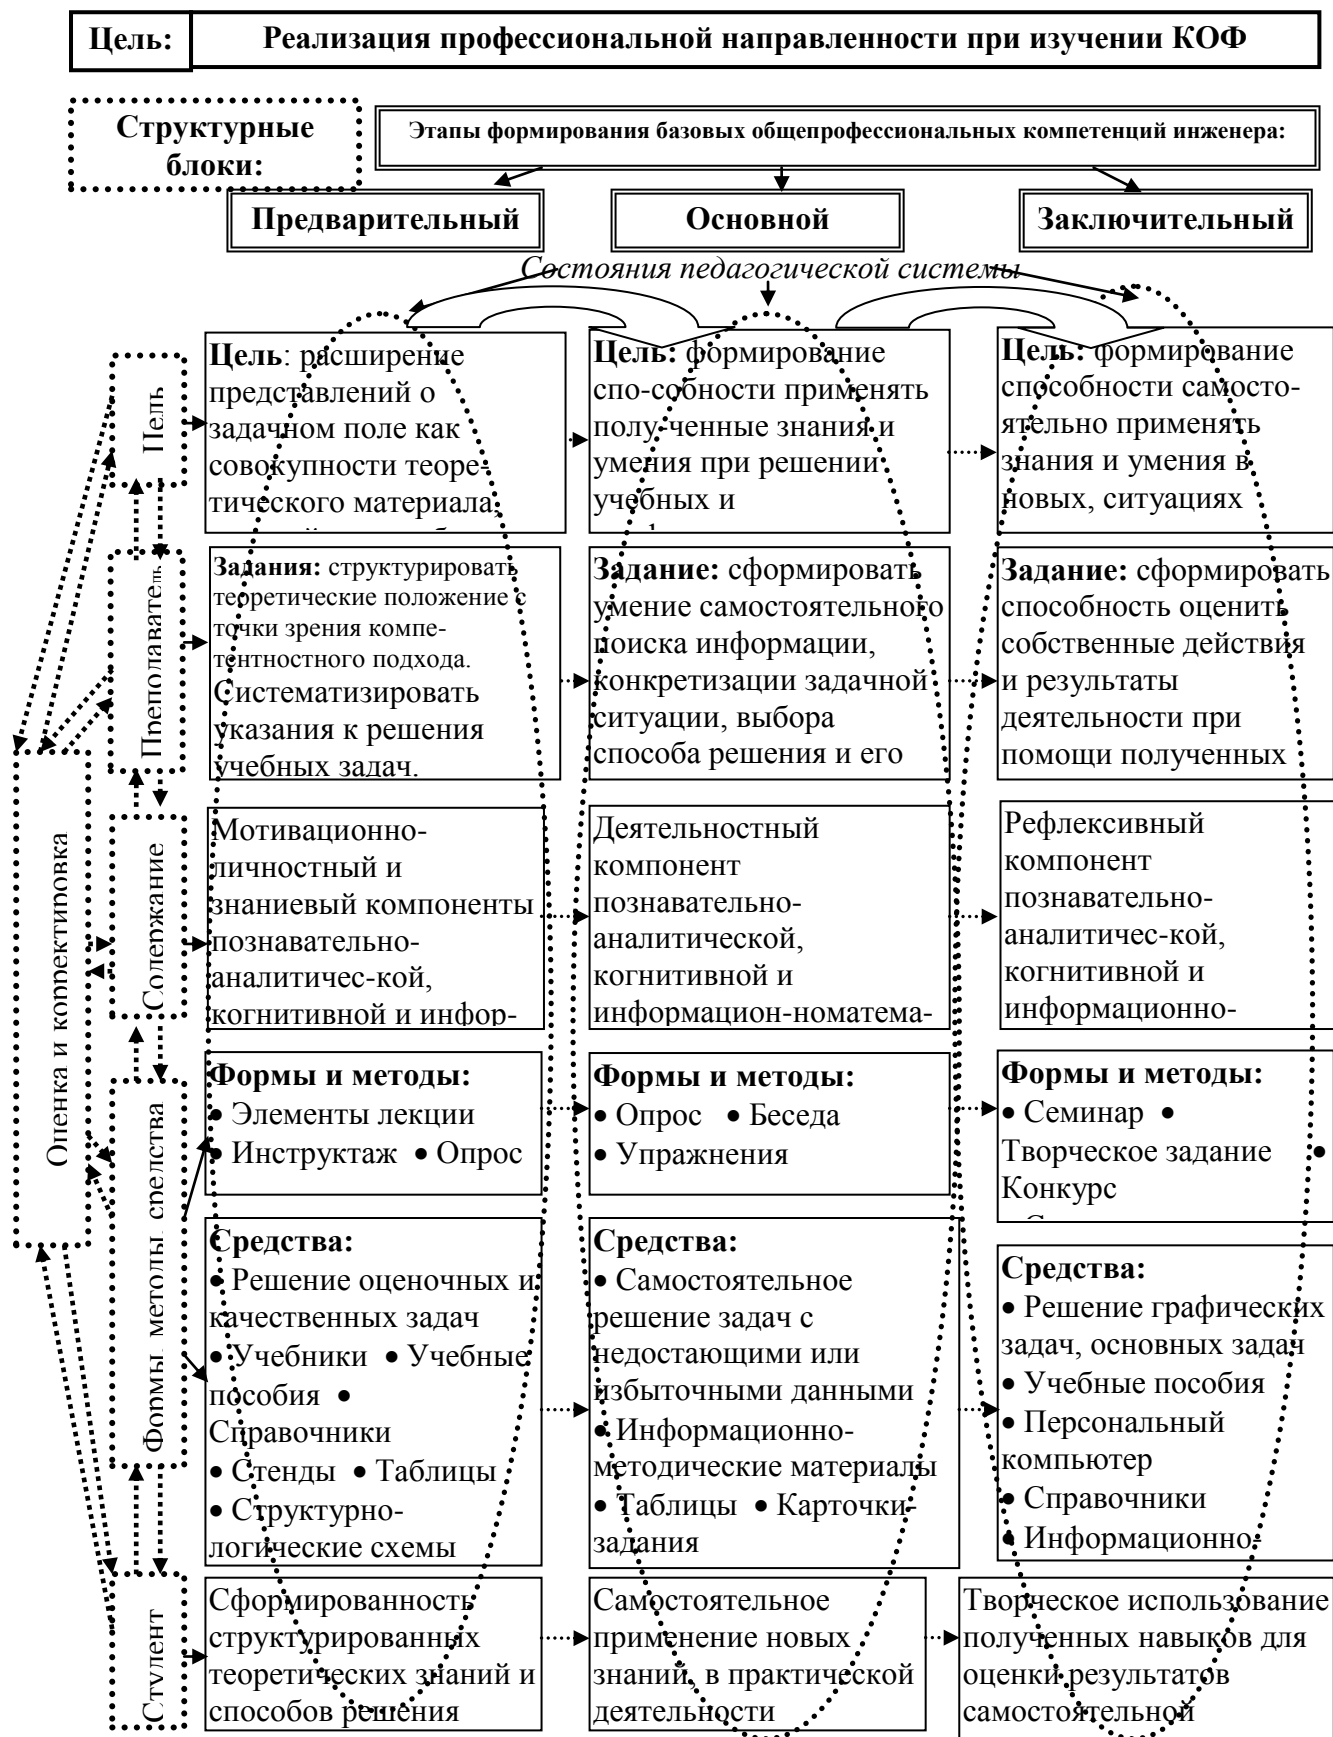 Цель:
Реализация профессиональной направленности при изучении КОФ
Структурные
блоки:
Этапы формирования базовых общепрофессиональных компетенций инженера:
Предварительный
Основной
Заключительный
Состояния педагогической системы
Цель
Цель: расширение
представлений о
задачном поле как
совокупности теоре-
тического материала,
Цель: формирование
спо-собности применять
полу-ченные знания и
умения при решении
учебных и
Цель: формирование
способности самосто-
ятельно применять
знания и умения в
новых, ситуациях
Преподаватель
Задания: структурировать
теоретические положение с
точки зрения компе-
тентностного подхода.
Систематизировать
указания к решения
учебных задач.
Задание: сформировать
умение самостоятельного
поиска информации,
конкретизации задачной
ситуации, выбора
способа решения и его
Задание: сформировать
способность оценить
собственные действия
и результаты
деятельности при
помощи полученных
Оценка и корректировка
Содержание
Мотивационно-
личностный и
знаниевый компоненты
познавательно-
аналитичес-кой,
когнитивной и инфор-
Деятельностный
компонент
познавательно-
аналитической,
когнитивной и
информацион-номатема-
Рефлексивный
компонент
познавательно-
аналитичес-кой,
когнитивной и
информационно-
Формы, методы, средства
Формы и методы:
• Элементы лекции
• Инструктаж • Опрос
Формы и методы:
• Опрос • Беседа
• Упражнения
Формы и методы:
• Семинар •
Творческое задание •
Конкурс
Средства:
• Решение оценочных и
качественных задач
• Учебники • Учебные
пособия •
Справочники
• Стенды • Таблицы
• Структурно-
логические схемы
Средства:
• Самостоятельное
решение задач с
недостающими или
избыточными данными
• Информационно-
методические материалы
• Таблицы • Карточки-
задания
Средства:
• Решение графических
задач, основных задач
• Учебные пособия
• Персональный
компьютер
• Справочники
• Информационно-
Студент
Сформированность
структурированных
теоретических знаний и
способов решения
Самостоятельное
применение новых
знаний, в практической
деятельности
Творческое использование
полученных навыков для
оценки результатов
самостоятельной